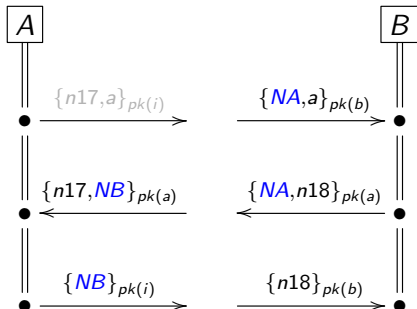 A B
{n17,a}pk(i) {NA,a}pk(b)
{n17,NB}pk(a) {NA,n18}pk(a)
{NB}pk(i) {n18}pk(b)